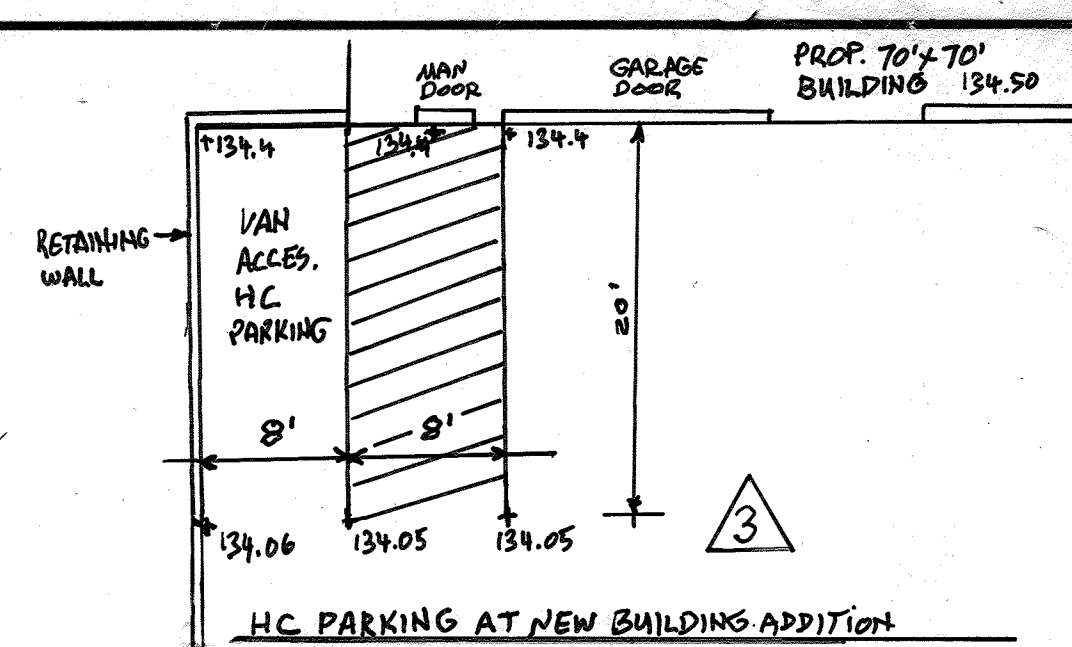 MAN
DOOR
GARAGE
DOOR
PROP. 70'x70'
BUILDING 134.50
134.4
134.4
134.4
RETAINING
WALL
VAN
ACCES.
HC
PARKING
20'
8'
8'
134.06
134.05
134.05
3
HC PARKING AT NEW BUILDING ADDITION